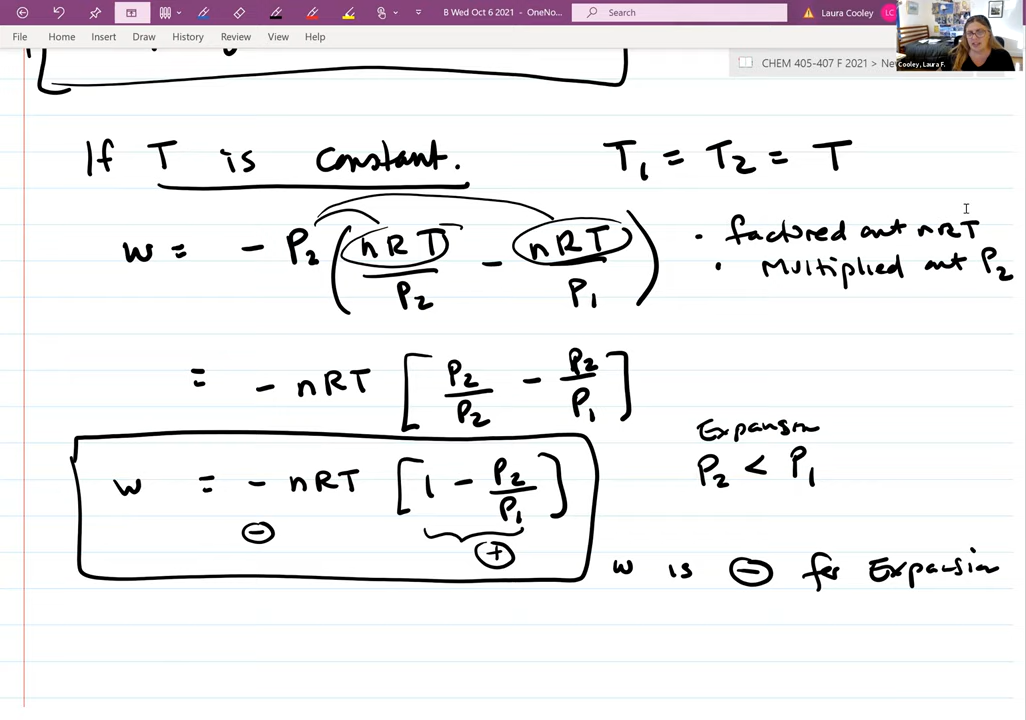 B Wed Oct 6 2021 - OneNo...
Search
Laura Cooley
LC
File Home Insert Draw History Review View Help
CHEM 405-407 F 2021 > Ne
Cooley, Laura F.
If T is constant. T₁ = T₂ = T
w = - P₂ (nRT/P₂ - nRT/P₁)
· factored out nRT
· Multiplied out P₂
= - nRT [P₂/P₂ - P₂/P₁]
Expansion
P₂ < P₁
w = - nRT [1 - P₂/P₁]
⊖ ⊕
w is ⊖ for Expansion